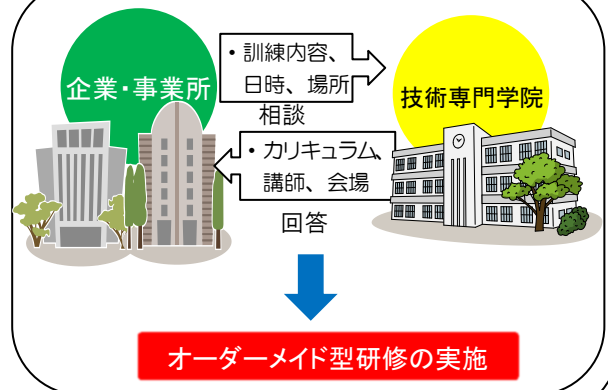 企業・事業所
・訓練内容、
日時、場所
相談
技術専門学院
・カリキュラム、
講師、会場
回答
オーダーメイド型研修の実施